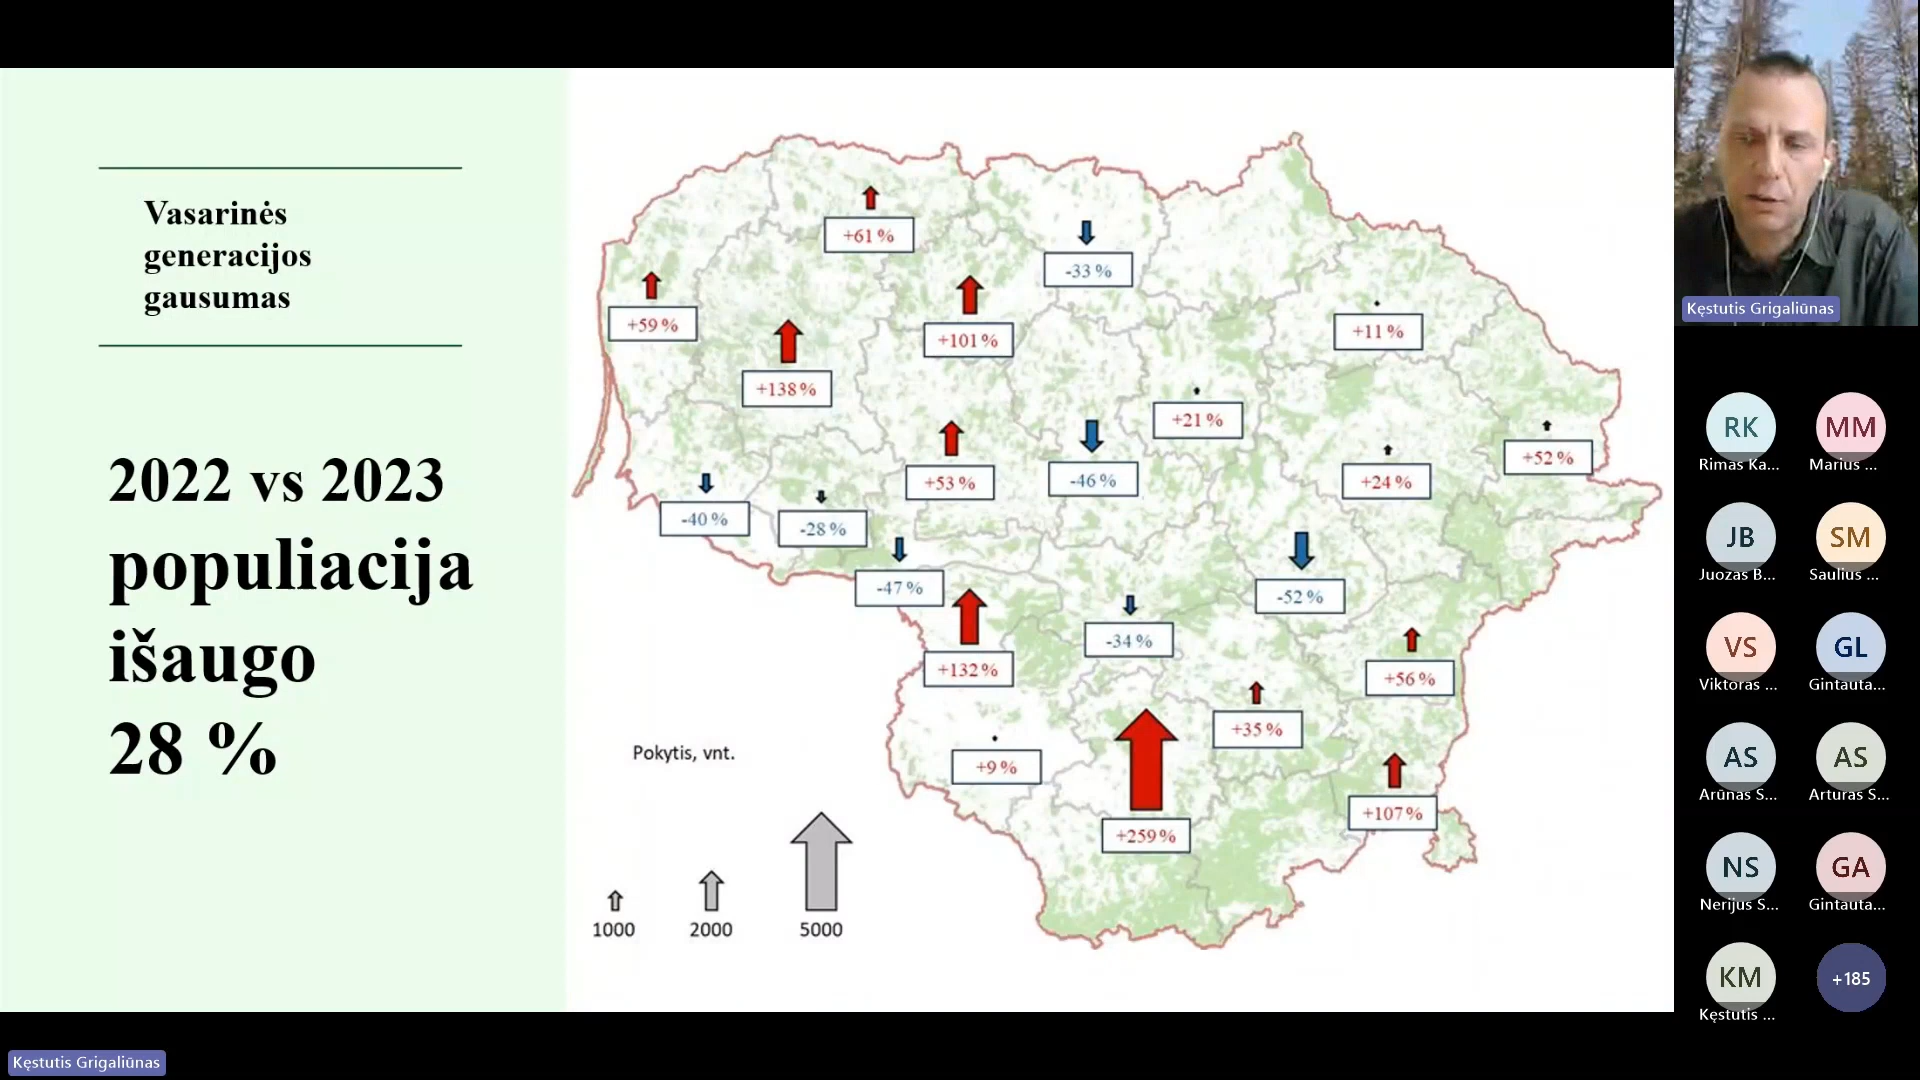 Vasarinės
generacijos
gausumas
2022 vs 2023
populiacija
išaugo
28 %
+61 %
-33 %
+59 %
+101 %
+11 %
+138 %
+21 %
+52 %
+53 %
-46 %
+24 %
-40 %
-28 %
-47 %
-52 %
-34 %
+132 %
+56 %
+35 %
+9 %
+107 %
+259 %
Pokytis, vnt.
1000
2000
5000
Kęstutis Grigaliūnas
RK
Rimas Ka...
MM
Marius ...
JB
Juozas B...
SM
Saulius ...
VS
Viktoras ...
GL
Gintauta...
AS
Arūnas S...
AS
Arturas S...
NS
Nerijus S...
GA
Gintauta...
KM
Kęstutis ...
+185
Kęstutis Grigaliūnas